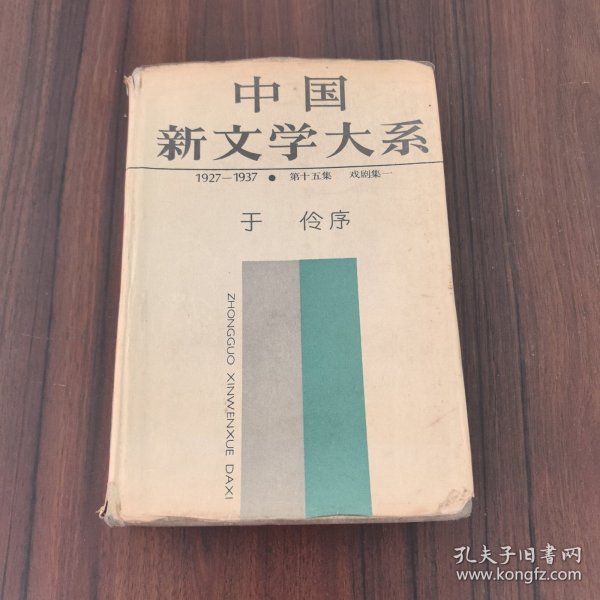 中国
新文学大系
1927—1937 ● 第十五集 戏剧集一
于 伶序
ZHONGGUO XINWENXUE DAXI
孔夫子旧书网
www.kongfz.com